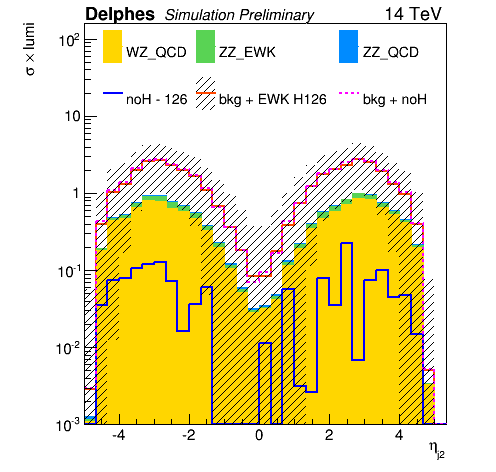 Delphes Simulation Preliminary 14 TeV
σ × lumi
WZ_QCD ZZ_EWK ZZ_QCD
noH - 126 bkg + EWK H126 bkg + noH
10²
10
1
10⁻¹
10⁻²
10⁻³
-4 -2 0 2 4
η_j2